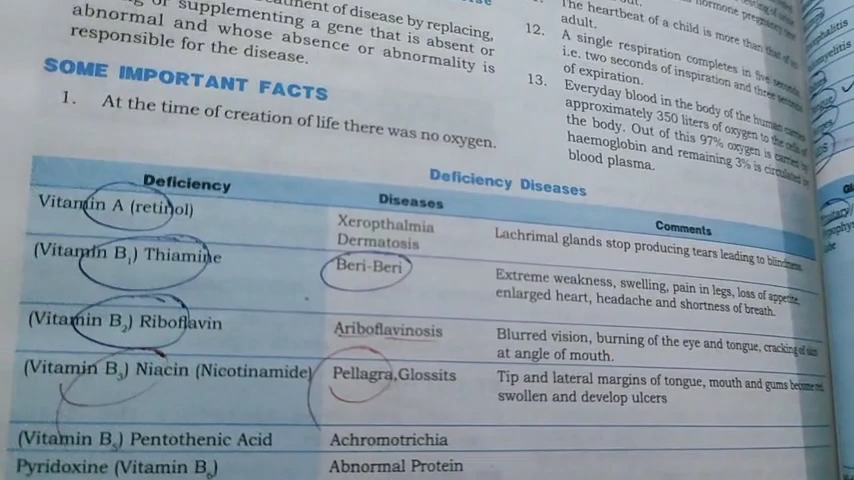 or supplementing a gene that is absent or
abnormal and whose absence or abnormality is
responsible for the disease.
SOME IMPORTANT FACTS
1. At the time of creation of life there was no oxygen.
The heartbeat of a child is more than that of
adult.
12. A single respiration completes in five seconds
i.e. two seconds of inspiration and three seconds
of expiration.
13. Everyday blood in the body of the human carries
approximately 350 liters of oxygen to the cells of
the body. Out of this 97% oxygen is carried by
haemoglobin and remaining 3% is circulated by
blood plasma.
Deficiency Diseases
Deficiency Diseases Comments
Vitamin A (retinol) Xeropthalmia Lachrimal glands stop producing tears leading to blindness
Dermatosis
(Vitamin B₁) Thiamine Beri-Beri Extreme weakness, swelling, pain in legs, loss of appetite,
enlarged heart, headache and shortness of breath.
(Vitamin B₂) Riboflavin Ariboflavinosis Blurred vision, burning of the eye and tongue, cracking of skin
at angle of mouth.
(Vitamin B₃) Niacin (Nicotinamide) Pellagra,Glossits Tip and lateral margins of tongue, mouth and gums become red,
swollen and develop ulcers
(Vitamin B₅) Pentothenic Acid Achromotrichia
Pyridoxine (Vitamin B₆) Abnormal Protein